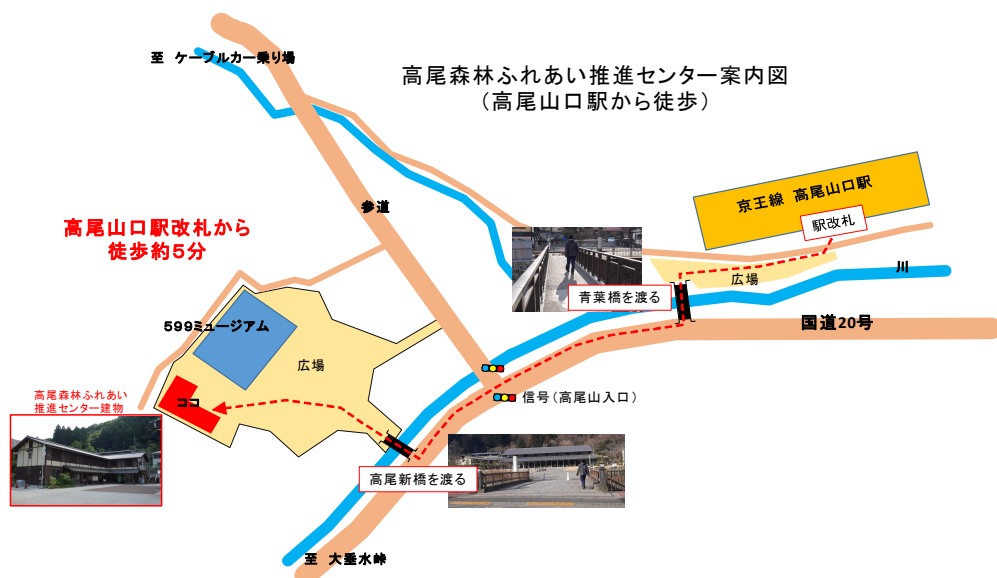 高尾森林ふれあい推進センター案内図
（高尾山口駅から徒歩）
至 ケーブルカー乗り場
京王線 高尾山口駅
駅改札
参道
高尾山口駅改札から
徒歩約5分
川
広場
青葉橋を渡る
国道20号
599ミュージアム
広場
信号（高尾山入口）
高尾森林ふれあい
推進センター建物
ココ
高尾新橋を渡る
至 大垂水峠